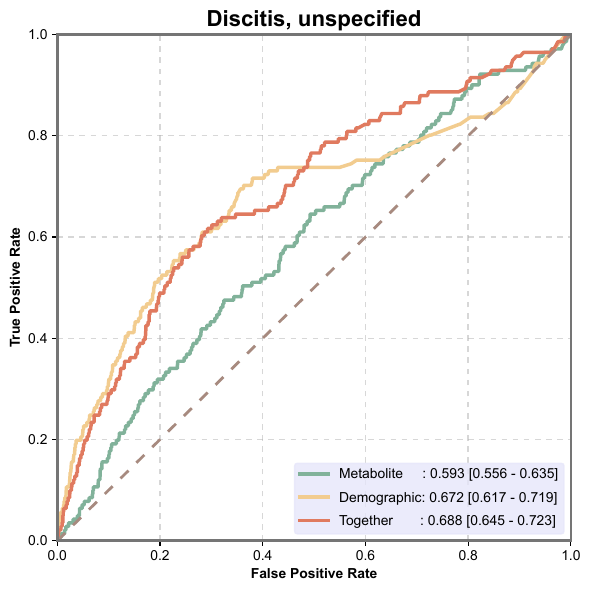 Discitis, unspecified
1.0
0.8
0.6
0.4
0.2
0.0
True Positive Rate
Metabolite : 0.593 [0.556 - 0.635]
Demographic: 0.672 [0.617 - 0.719]
Together : 0.688 [0.645 - 0.723]
0.0 0.2 0.4 0.6 0.8 1.0
False Positive Rate